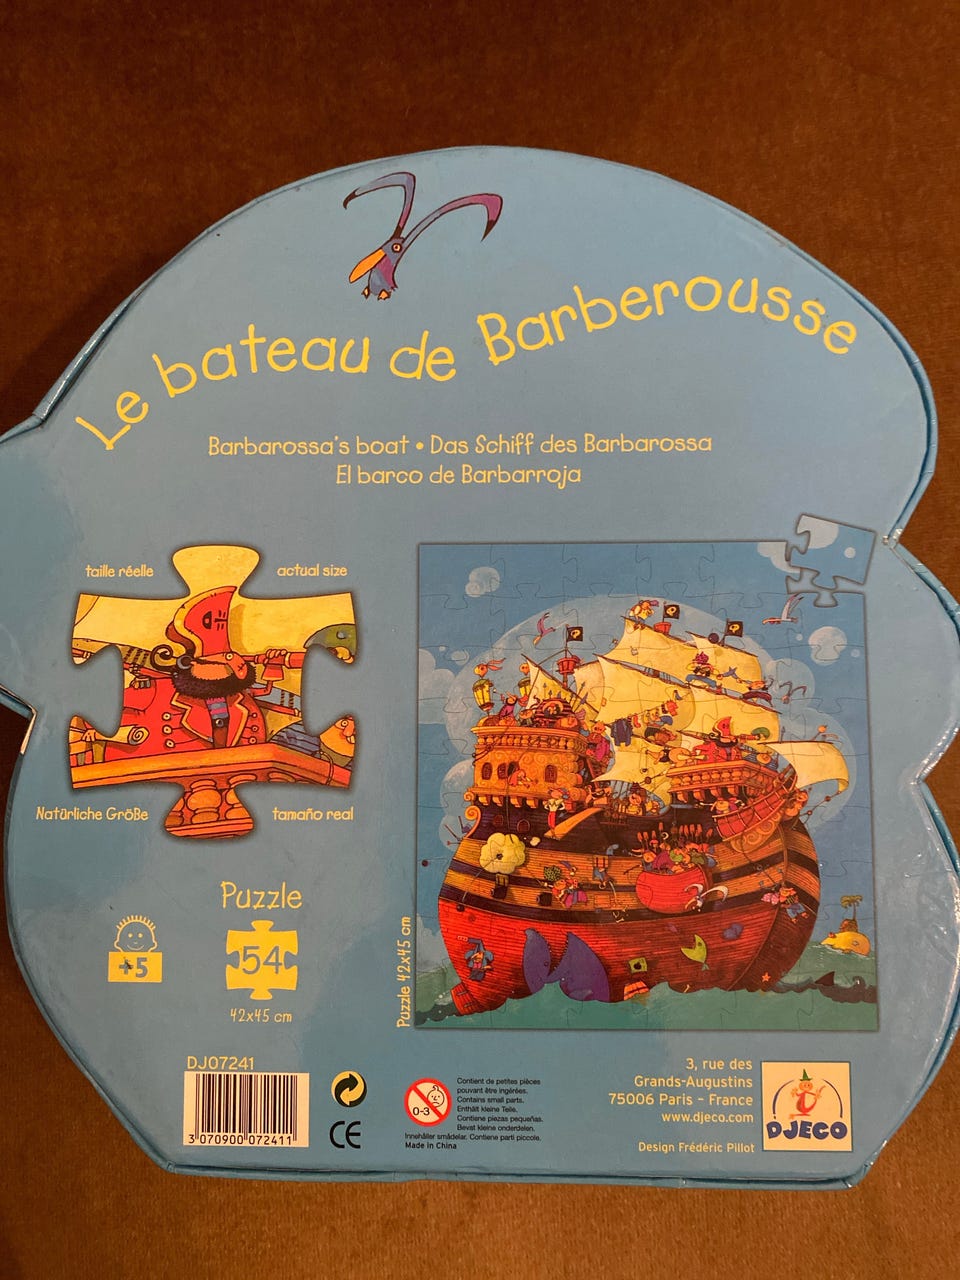 Le bateau de Barberousse
Barbarossa's boat • Das Schiff des Barbarossa
El barco de Barbarroja
taille réelle
actual size
Natürliche Größe
tamaño real
Puzzle
54
42x45 cm
+5
Puzzle 42x45 cm
DJ07241
3 070900 072411
CE
0-3
Contient de petites pièces
pouvant être ingérées.
Contains small parts.
Enthält kleine Teile.
Contiene piezas pequeñas.
Bevat kleine onderdelen.
Innehåller smådelar. Contiene parti piccole.
Made in China
3, rue des
Grands-Augustins
75006 Paris - France
www.djeco.com
Design Frédéric Pillot
DJECO